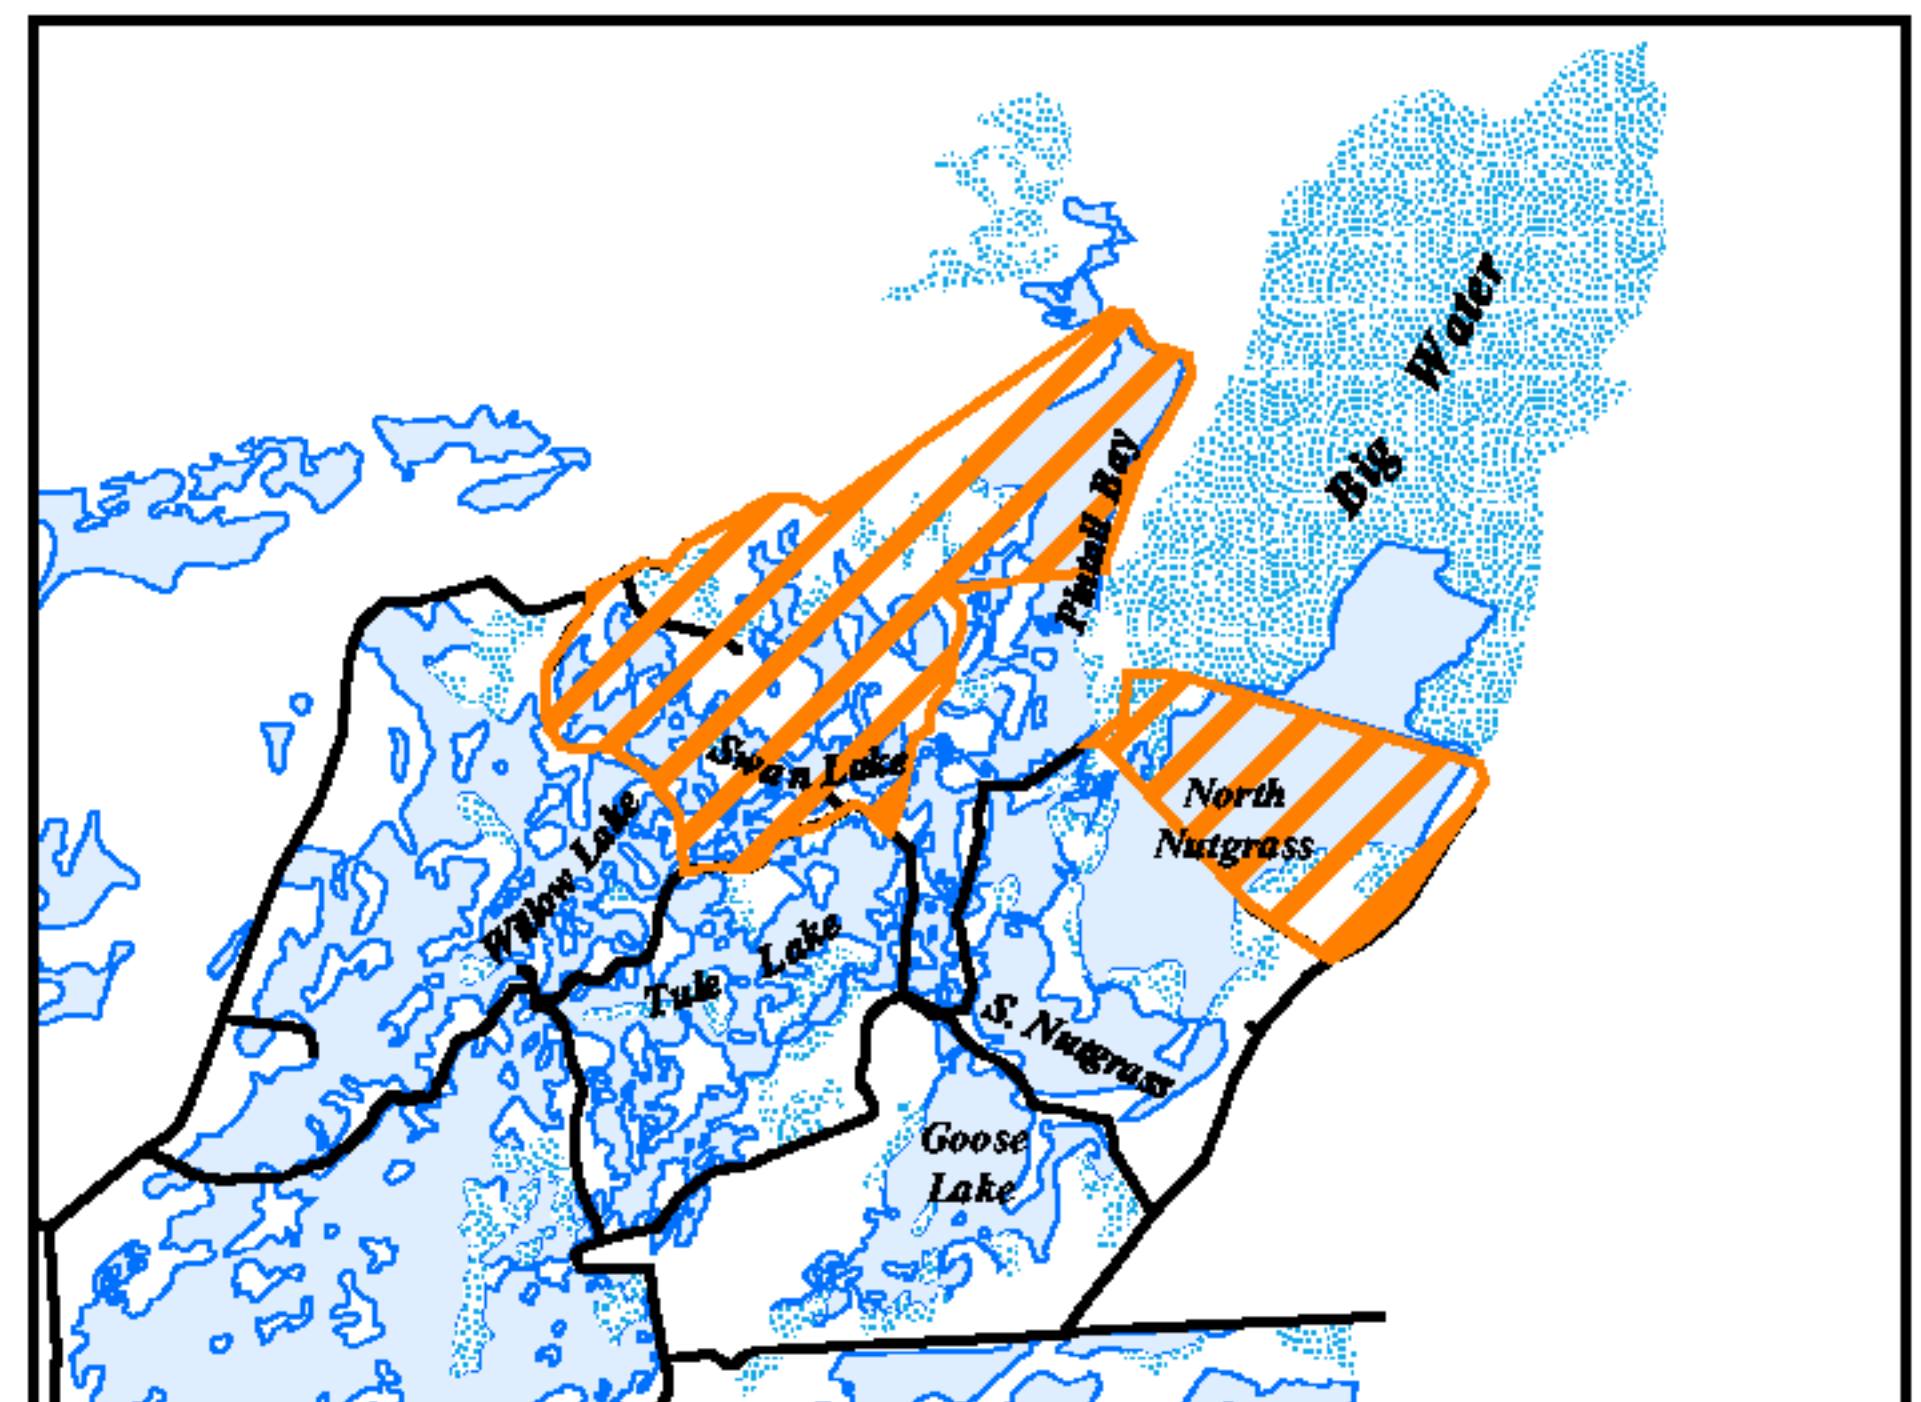 Big Water
Pintail Bay
Swan Lake
North
Nutgrass
Willow Lake
Tule Lake
S. Nutgrass
Goose
Lake